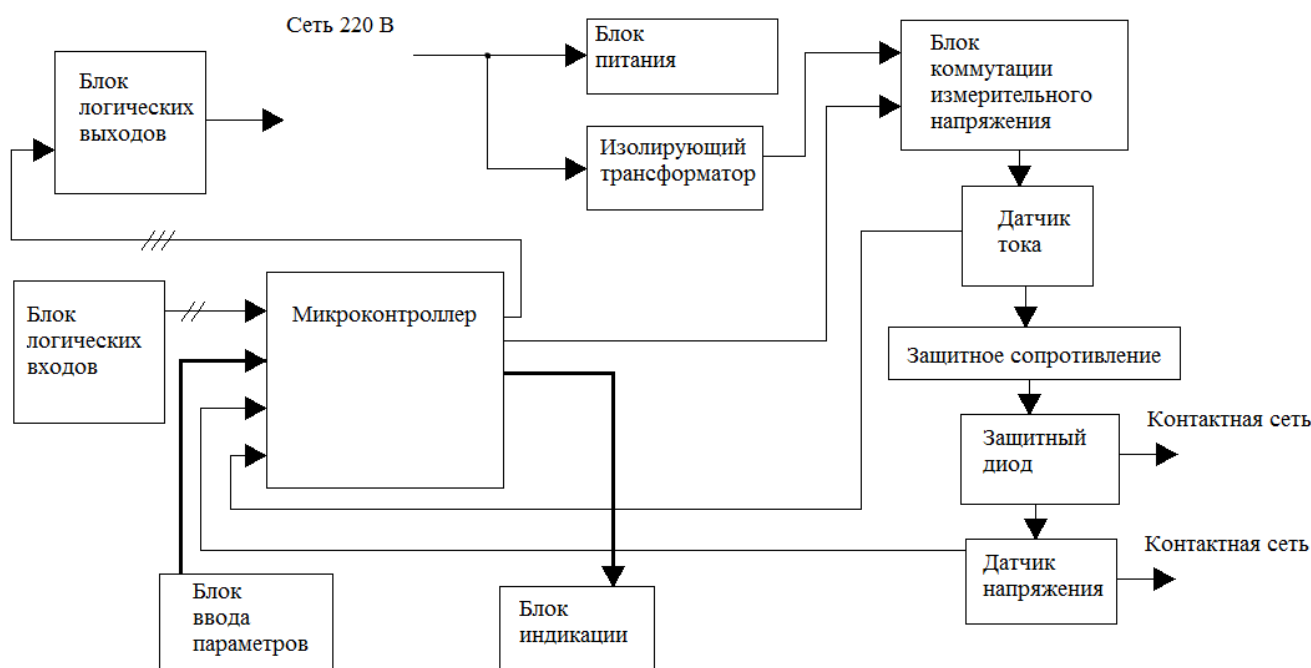 Сеть 220 В
Блок
питания
Блок
коммутации
измерительного
напряжения
Блок
логических
выходов
Изолирующий
трансформатор
Датчик
тока
Блок
логических
входов
Микроконтроллер
Защитное сопротивление
Контактная сеть
Защитный
диод
Контактная сеть
Датчик
напряжения
Блок
ввода
параметров
Блок
индикации